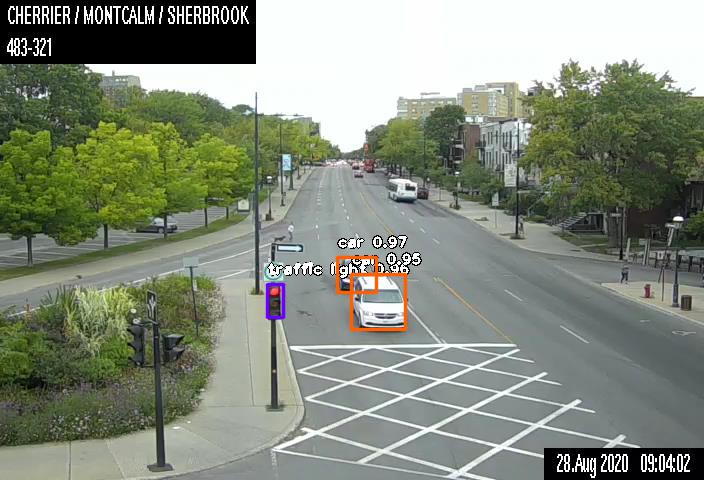 CHERRIER / MONTCALM / SHERBROOK
483-321
car 0.97
car 0.95
traffic light 0.96
28.Aug 2020 09:04:02